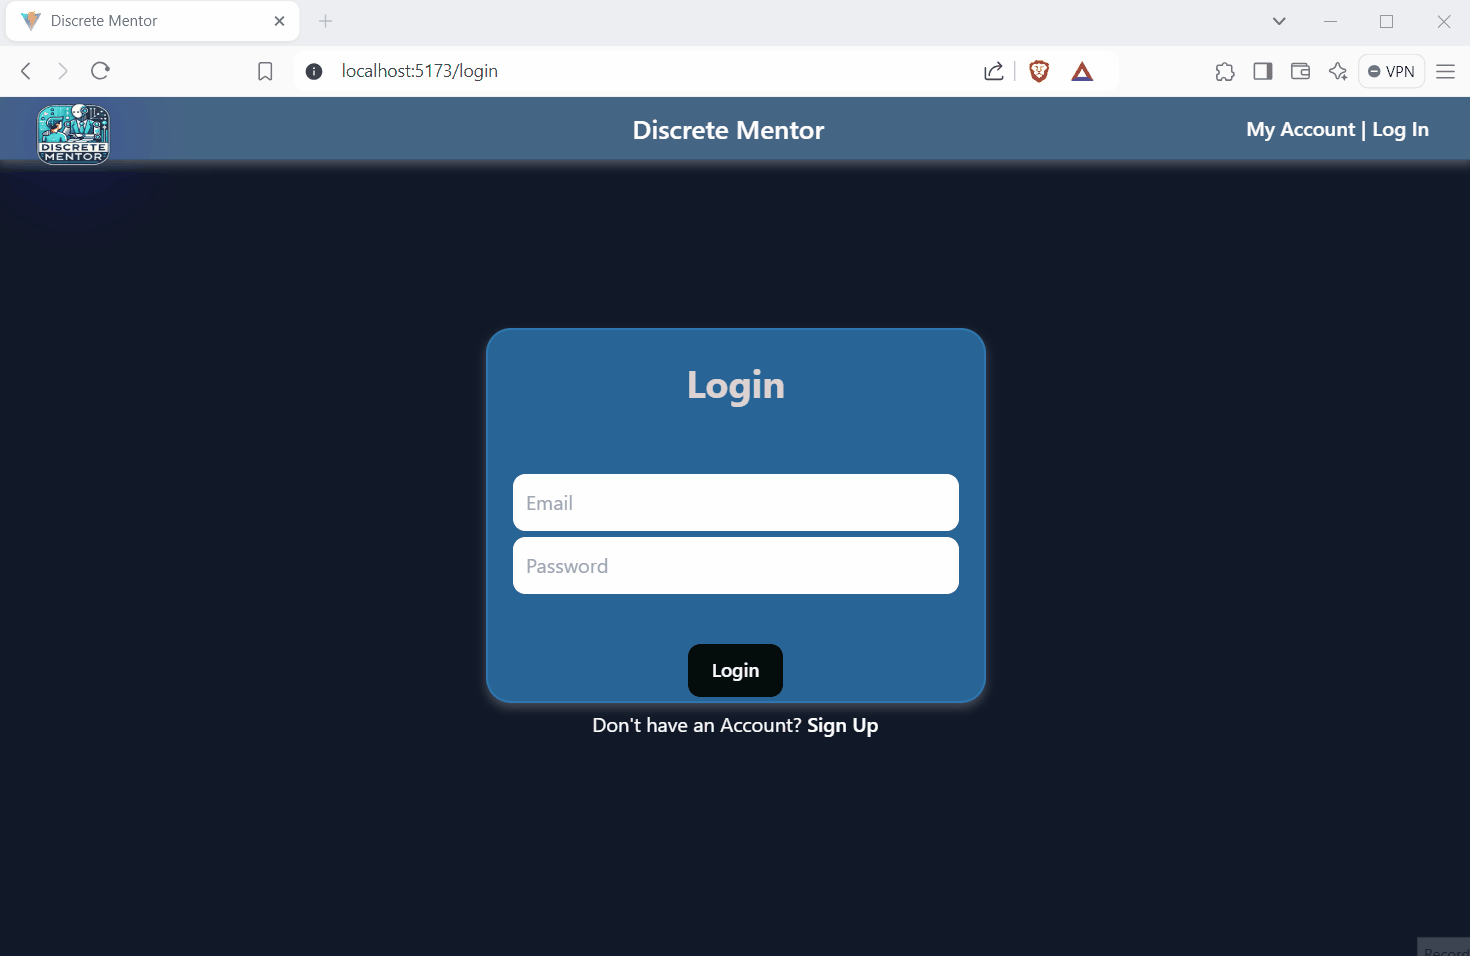 Discrete Mentor
localhost:5173/login
VPN
DISCRETE
MENTOR
Discrete Mentor
My Account | Log In
Login
Email
Password
Login
Don't have an Account? Sign Up